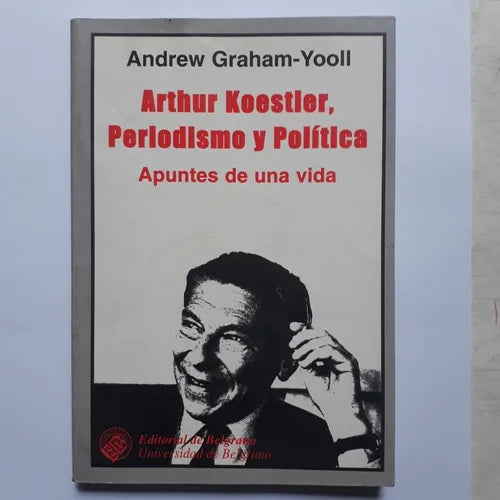 Andrew Graham-Yooll
Arthur Koestler,
Periodismo y Política
Apuntes de una vida
Editorial de Belgrano
Universidad de Belgrano